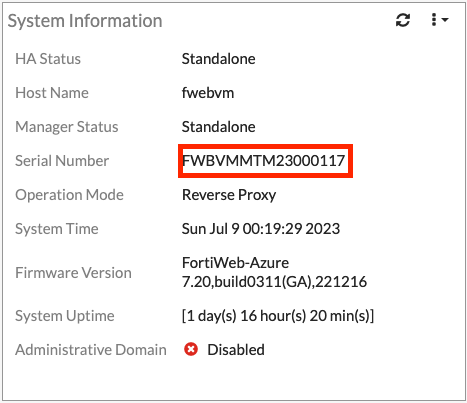 System Information
HA Status Standalone
Host Name fwebvm
Manager Status Standalone
Serial Number FWBVMMTM23000117
Operation Mode Reverse Proxy
System Time Sun Jul 9 00:19:29 2023
Firmware Version FortiWeb-Azure
7.20,build0311(GA),221216
System Uptime [1 day(s) 16 hour(s) 20 min(s)]
Administrative Domain Disabled